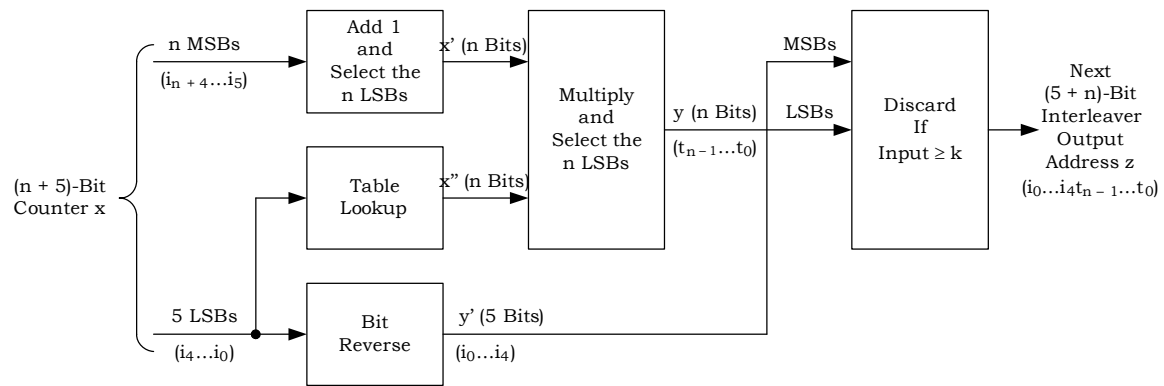 (n + 5)-Bit
Counter x
n MSBs
(i_{n + 4}…i_5)
Add 1
and
Select the
n LSBs
x’ (n Bits)
Table
Lookup
x” (n Bits)
5 LSBs
(i_4…i_0)
Bit
Reverse
y’ (5 Bits)
(i_0…i_4)
Multiply
and
Select the
n LSBs
y (n Bits)
(t_{n–1}…t_0)
MSBs
LSBs
Discard
If
Input ≥ k
Next
(5 + n)-Bit
Interleaver
Output
Address z
(i_0…i_4t_{n–1}…t_0)